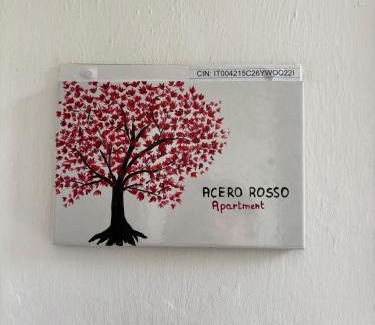 CIN: IT004215C26YWOQ22I
ACERO ROSSO
Apartment